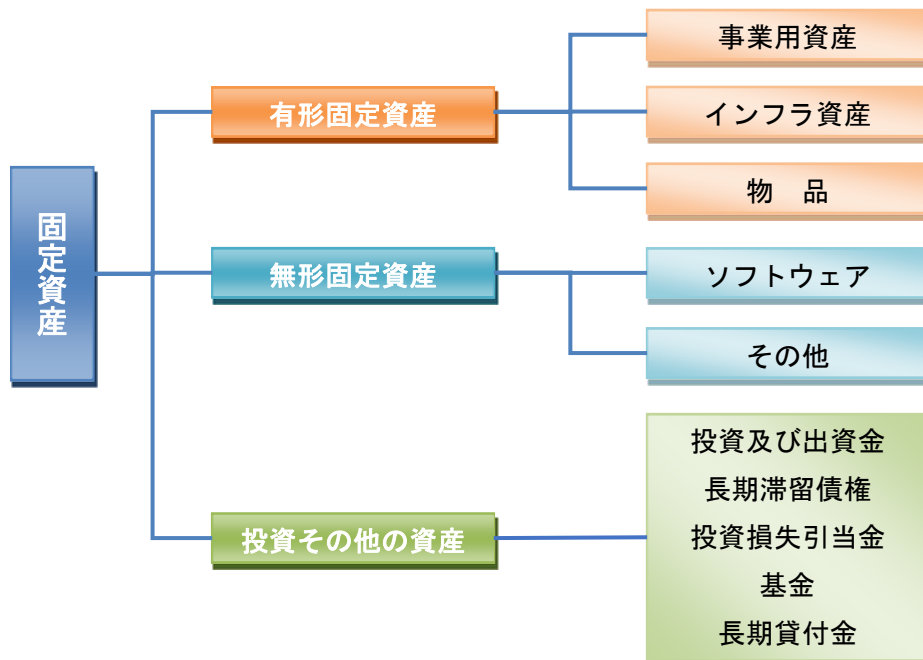 固定資産
有形固定資産
事業用資産
インフラ資産
物　品
無形固定資産
ソフトウェア
その他
投資その他の資産
投資及び出資金
長期滞留債権
投資損失引当金
基金
長期貸付金